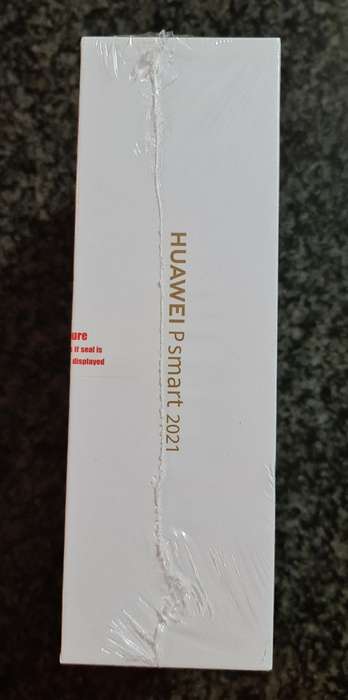 HUAWEI P smart 2021
ure
if seal is
displayed